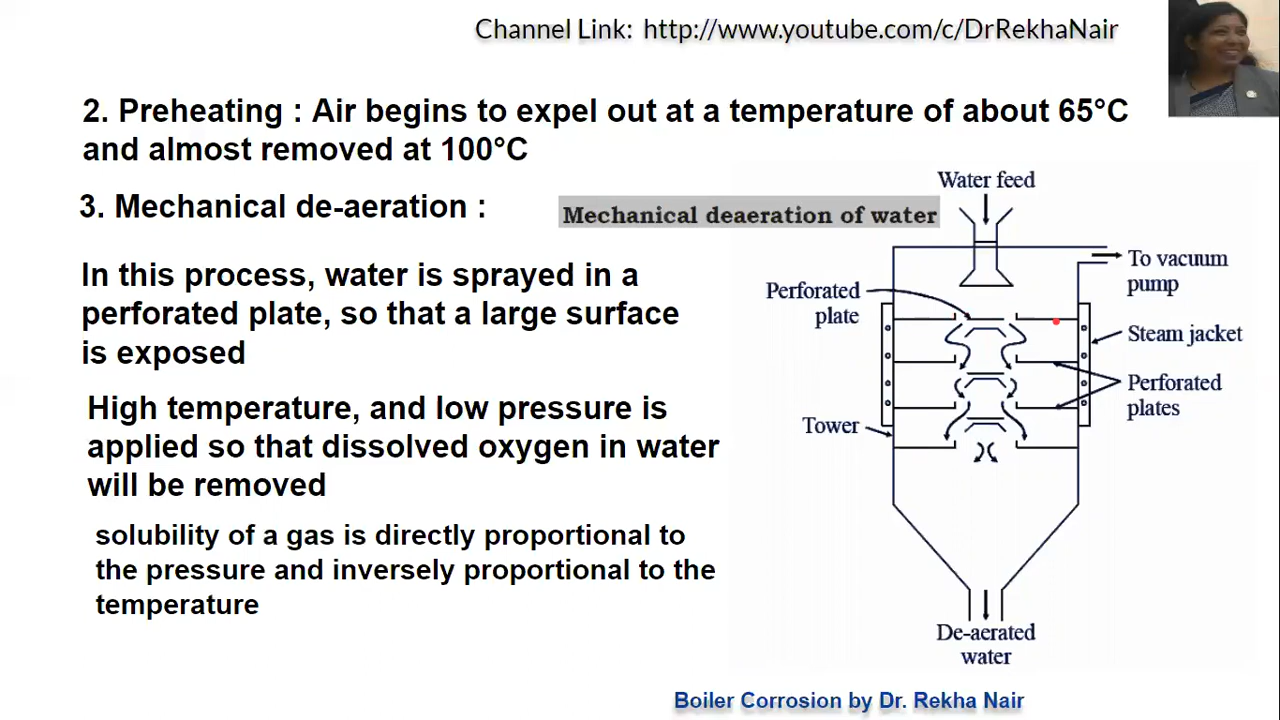 Channel Link: http://www.youtube.com/c/DrRekhaNair
2. Preheating : Air begins to expel out at a temperature of about 65°C
and almost removed at 100°C
3. Mechanical de-aeration :
Mechanical deaeration of water
In this process, water is sprayed in a
perforated plate, so that a large surface
is exposed
High temperature, and low pressure is
applied so that dissolved oxygen in water
will be removed
solubility of a gas is directly proportional to
the pressure and inversely proportional to the
temperature
Water feed
To vacuum
pump
Perforated
plate
Steam jacket
Perforated
plates
Tower
De-aerated
water
Boiler Corrosion by Dr. Rekha Nair